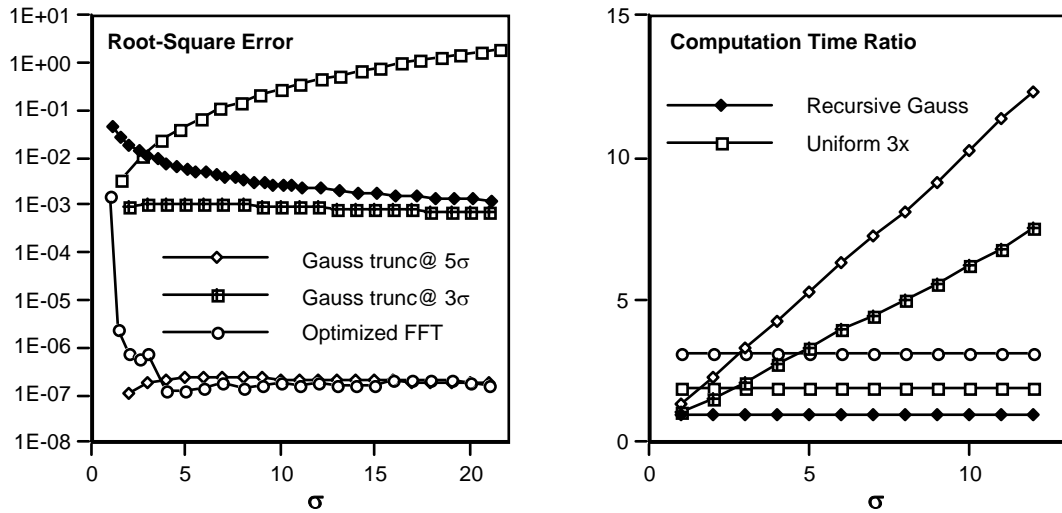 Root-Square Error
1E+01
1E+00
1E-01
1E-02
1E-03
1E-04
1E-05
1E-06
1E-07
1E-08
Gauss trunc@ 5σ
Gauss trunc@ 3σ
Optimized FFT
0
5
10
15
20
σ
Computation Time Ratio
15
10
5
0
Recursive Gauss
Uniform 3x
0
5
10
σ